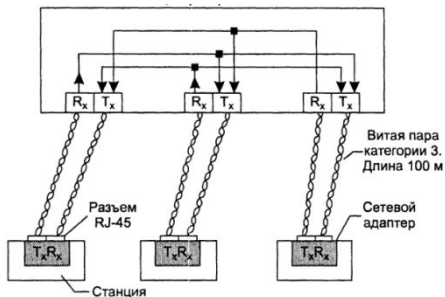 Rx Tx Rx Tx Rx Tx
Витая пара
категории 3.
Длина 100 м
Разъем
RJ-45
Сетевой
адаптер
TxRx TxRx TxRx
Станция